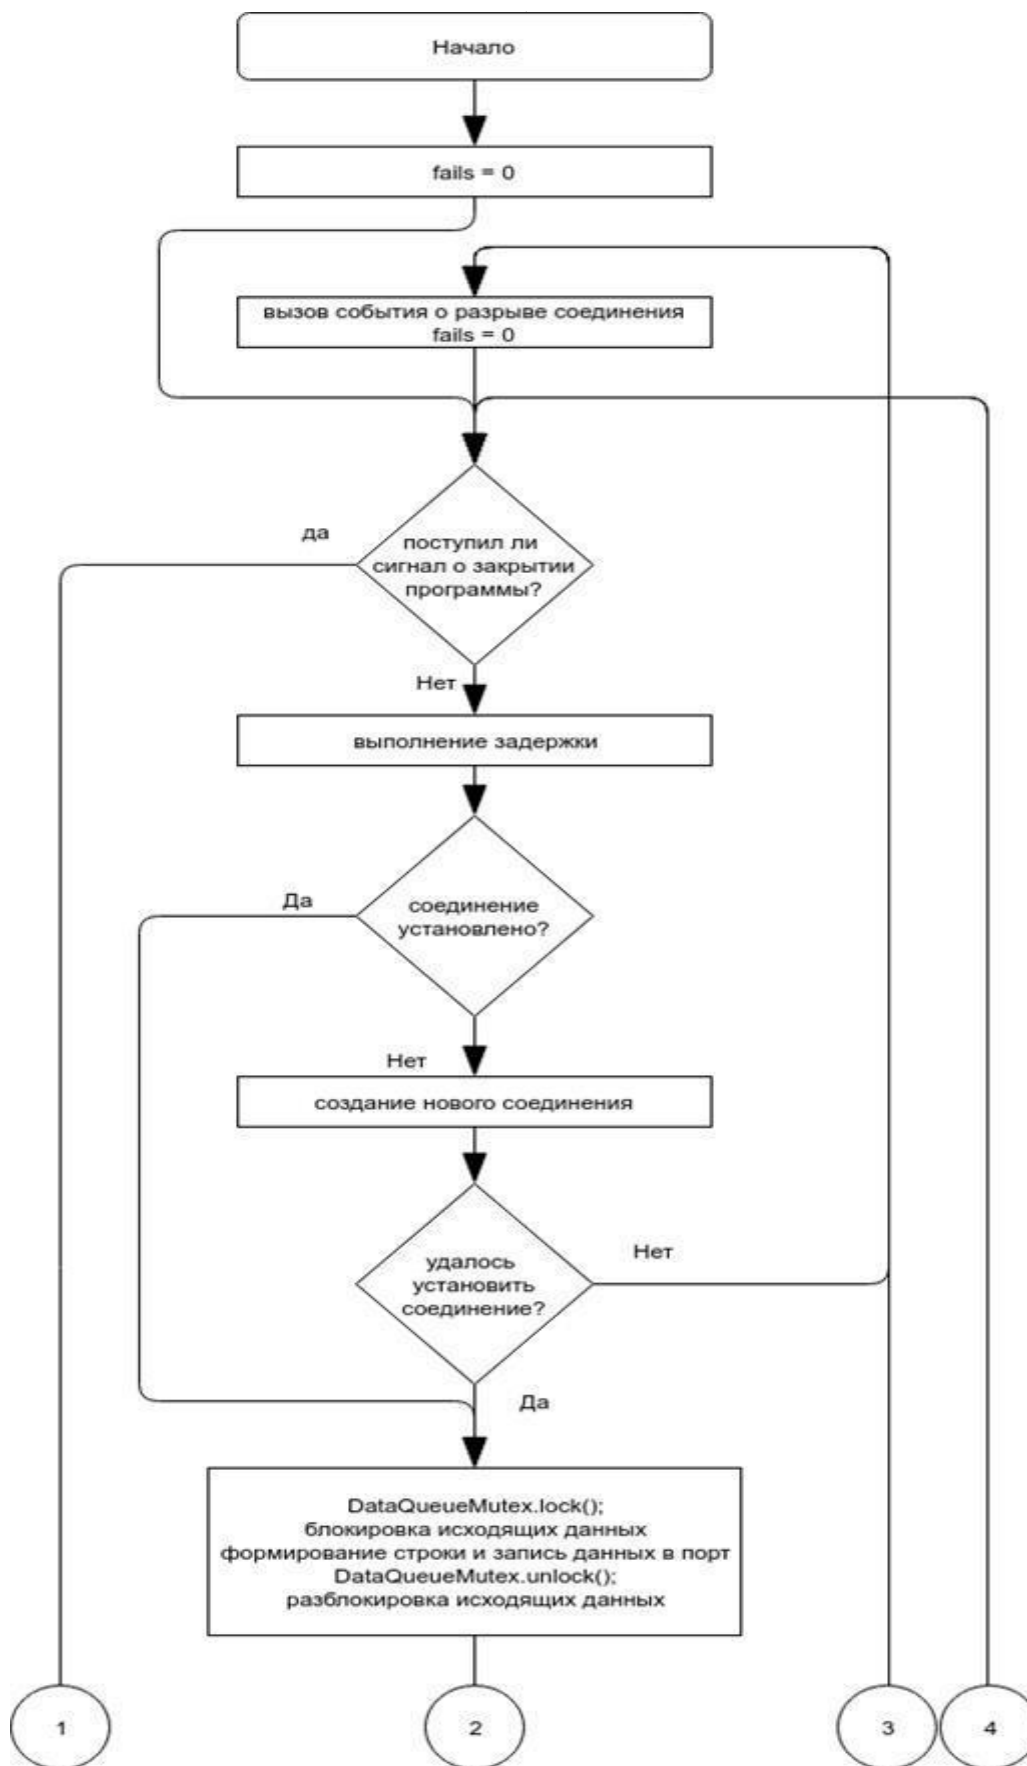 Начало
fails = 0
вызов события о разрыве соединения
fails = 0
да
поступил ли
сигнал о закрытии
программы?
Нет
выполнение задержки
Да
соединение
установлено?
Нет
создание нового соединения
удалось
установить
соединение?
Нет
Да
DataQueueMutex.lock();
блокировка исходящих данных
формирование строки и запись данных в порт
DataQueueMutex.unlock();
разблокировка исходящих данных
1
2
3
4